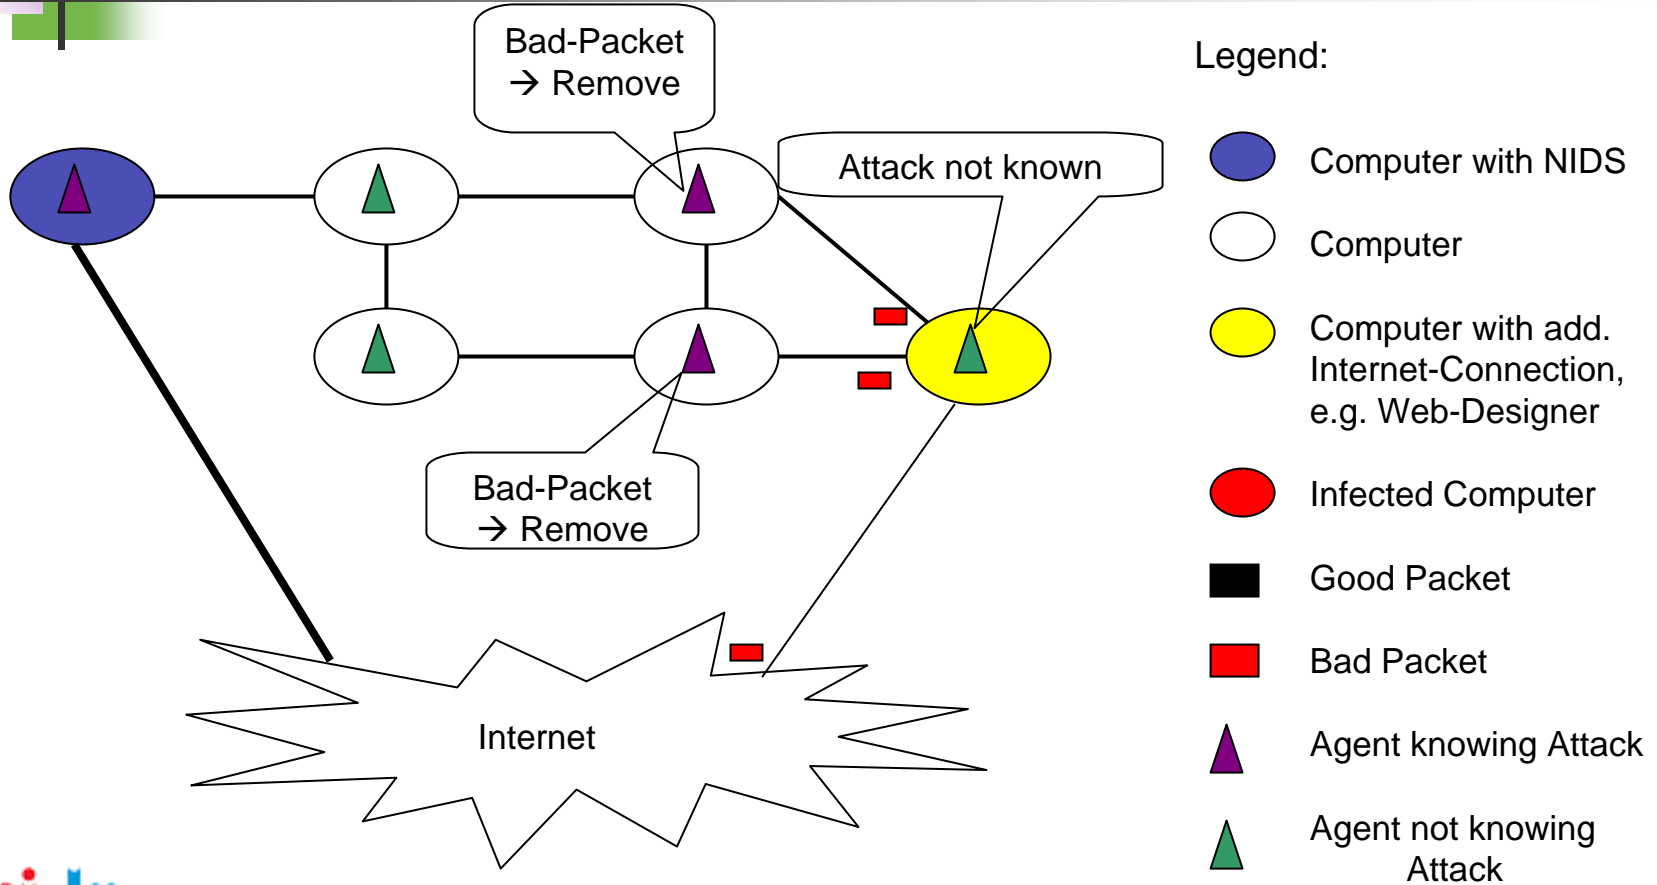 Bad-Packet
→ Remove
Legend:
Attack not known
Computer with NIDS
Computer
Computer with add.
Internet-Connection,
e.g. Web-Designer
Bad-Packet
→ Remove
Infected Computer
Good Packet
Bad Packet
Internet
Agent knowing Attack
Agent not knowing
Attack